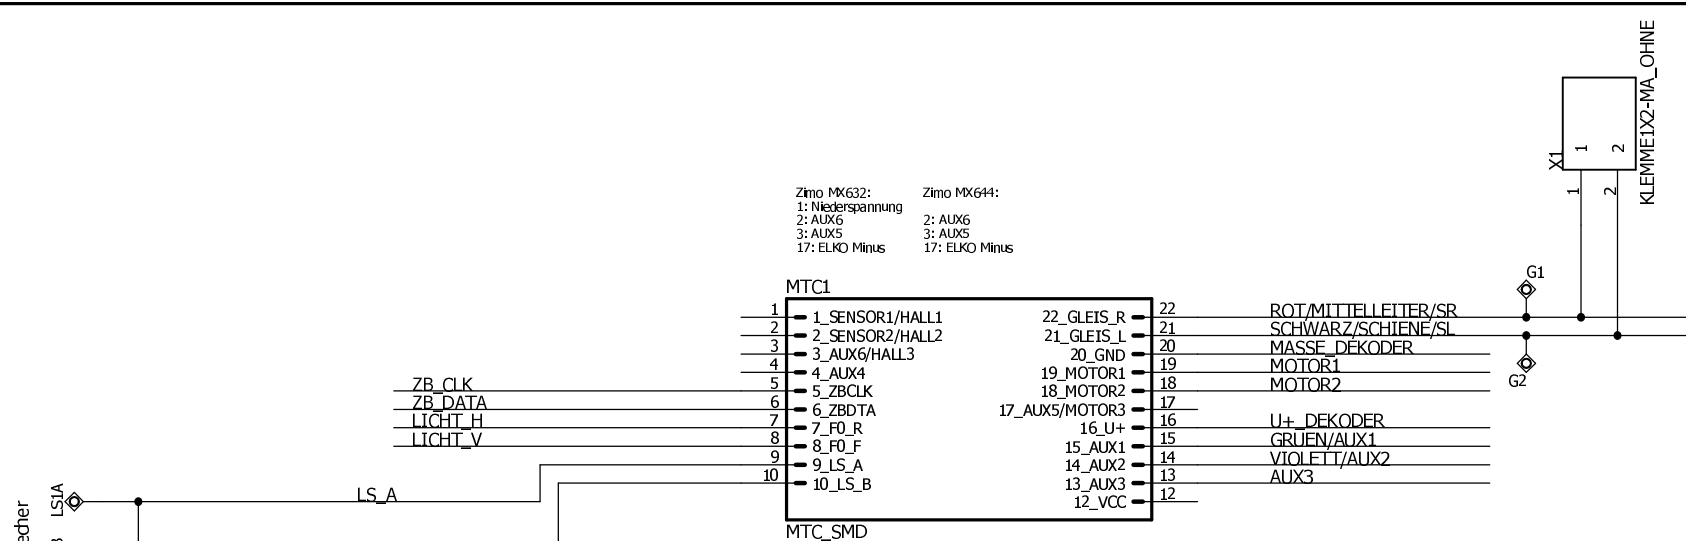 KLEMME1X2-MA_OHNE
X1
1
2
1
2
Zimo MX632:
1: Niederspannung
2: AUX6
3: AUX5
17: ELKO Minus
Zimo MX644:
2: AUX6
3: AUX5
17: ELKO Minus
G1
G2
MTC1
1 1_SENSOR1/HALL1
2 2_SENSOR2/HALL2
3 3_AUX6/HALL3
4 4_AUX4
ZB_CLK 5 5_ZBCLK
ZB_DATA 6 6_ZBDTA
LICHT_H 7 7_F0_R
LICHT_V 8 8_F0_F
9 9_LS_A
10 10_LS_B
22_GLEIS_R 22 ROT/MITTELLEITER/SR
21_GLEIS_L 21 SCHWARZ/SCHIENE/SL
20_GND 20 MASSE_DEKODER
19_MOTOR1 19 MOTOR1
18_MOTOR2 18 MOTOR2
17_AUX5/MOTOR3 17
16_U+ 16 U+_DEKODER
15_AUX1 15 GRUEN/AUX1
14_AUX2 14 VIOLETT/AUX2
13_AUX3 13 AUX3
12_VCC 12
MTC_SMD
LS_A
LS1A
echer